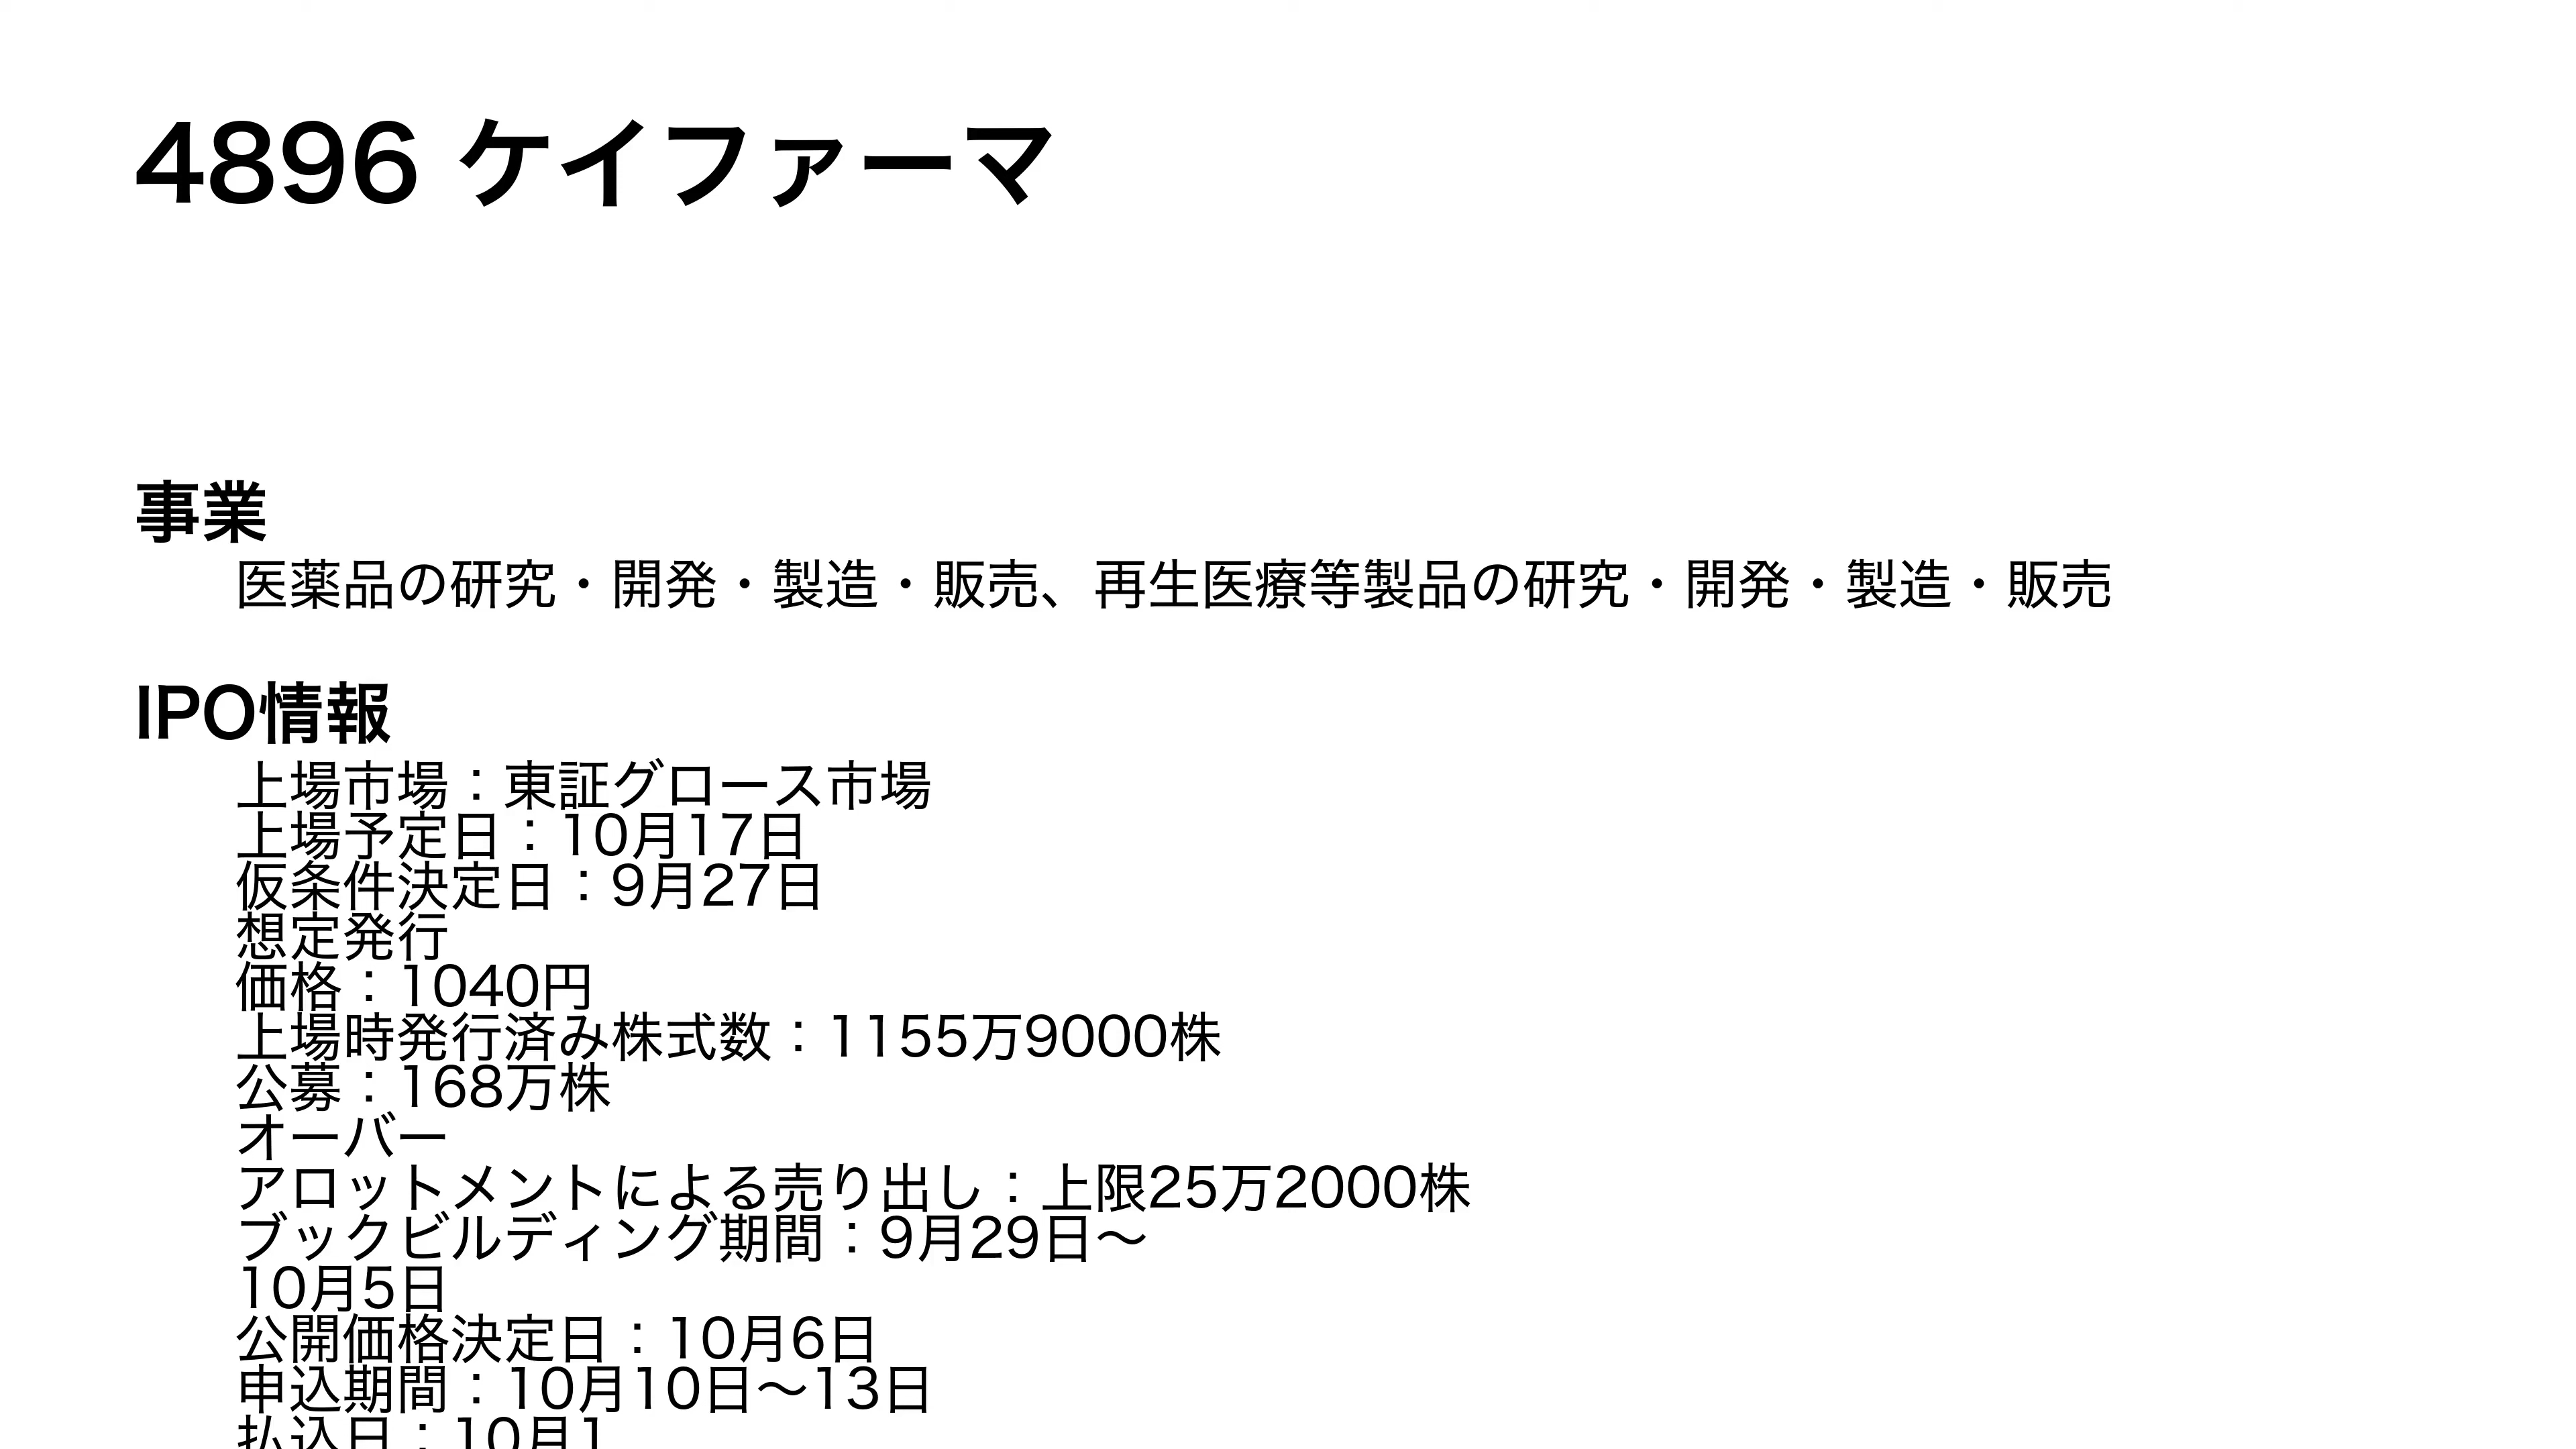 4896 ケイファーマ
事業
医薬品の研究・開発・製造・販売、再生医療等製品の研究・開発・製造・販売
IPO情報
上場市場：東証グロース市場
上場予定日：10月17日
仮条件決定日：9月27日
想定発行
価格：1040円
上場時発行済み株式数：1155万9000株
公募：168万株
オーバー
アロットメントによる売り出し：上限25万2000株
ブックビルディング期間：9月29日～
10月5日
公開価格決定日：10月6日
申込期間：10月10日～13日
払込日：10月1